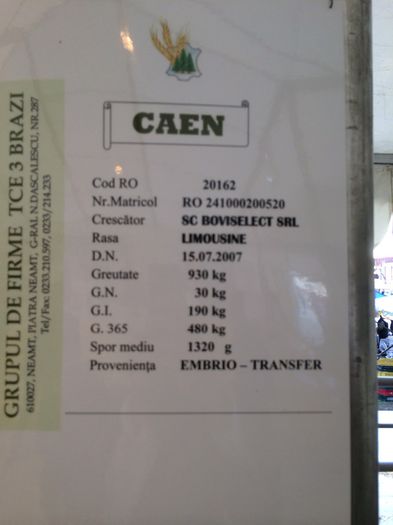 CAEN
Cod RO 20162
Nr.Matricol RO 241000200520
Crescător SC BOVISELECT SRL
Rasa LIMOUSINE
D.N. 15.07.2007
Greutate 930 kg
G.N. 30 kg
G.I. 190 kg
G. 365 480 kg
Spor mediu 1320 g
Proveniența EMBRIO – TRANSFER
GRUPUL DE FIRME TCE 3 BRAZI
610027, NEAMT, PIATRA NEAMT, G-RAL N.DASCALESCU, NR.287
Tel/Fax: 0233.210.597, 0233/214.233